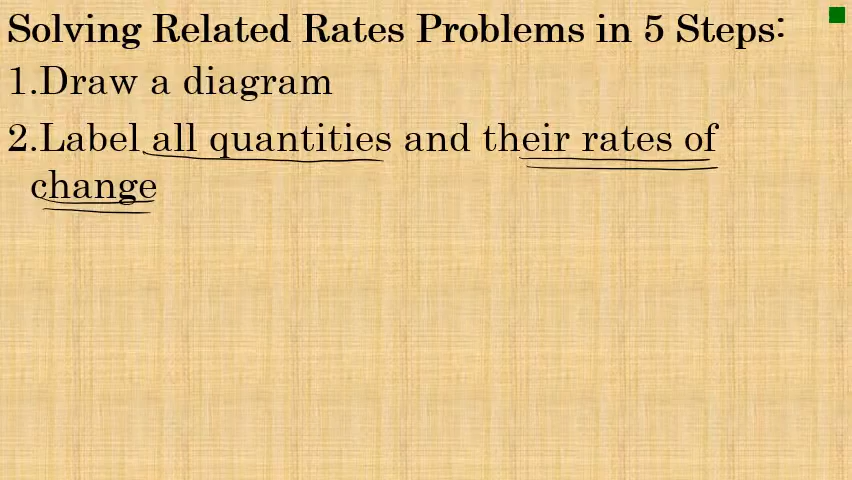 Solving Related Rates Problems in 5 Steps:
1.Draw a diagram
2.Label all quantities and their rates of
change